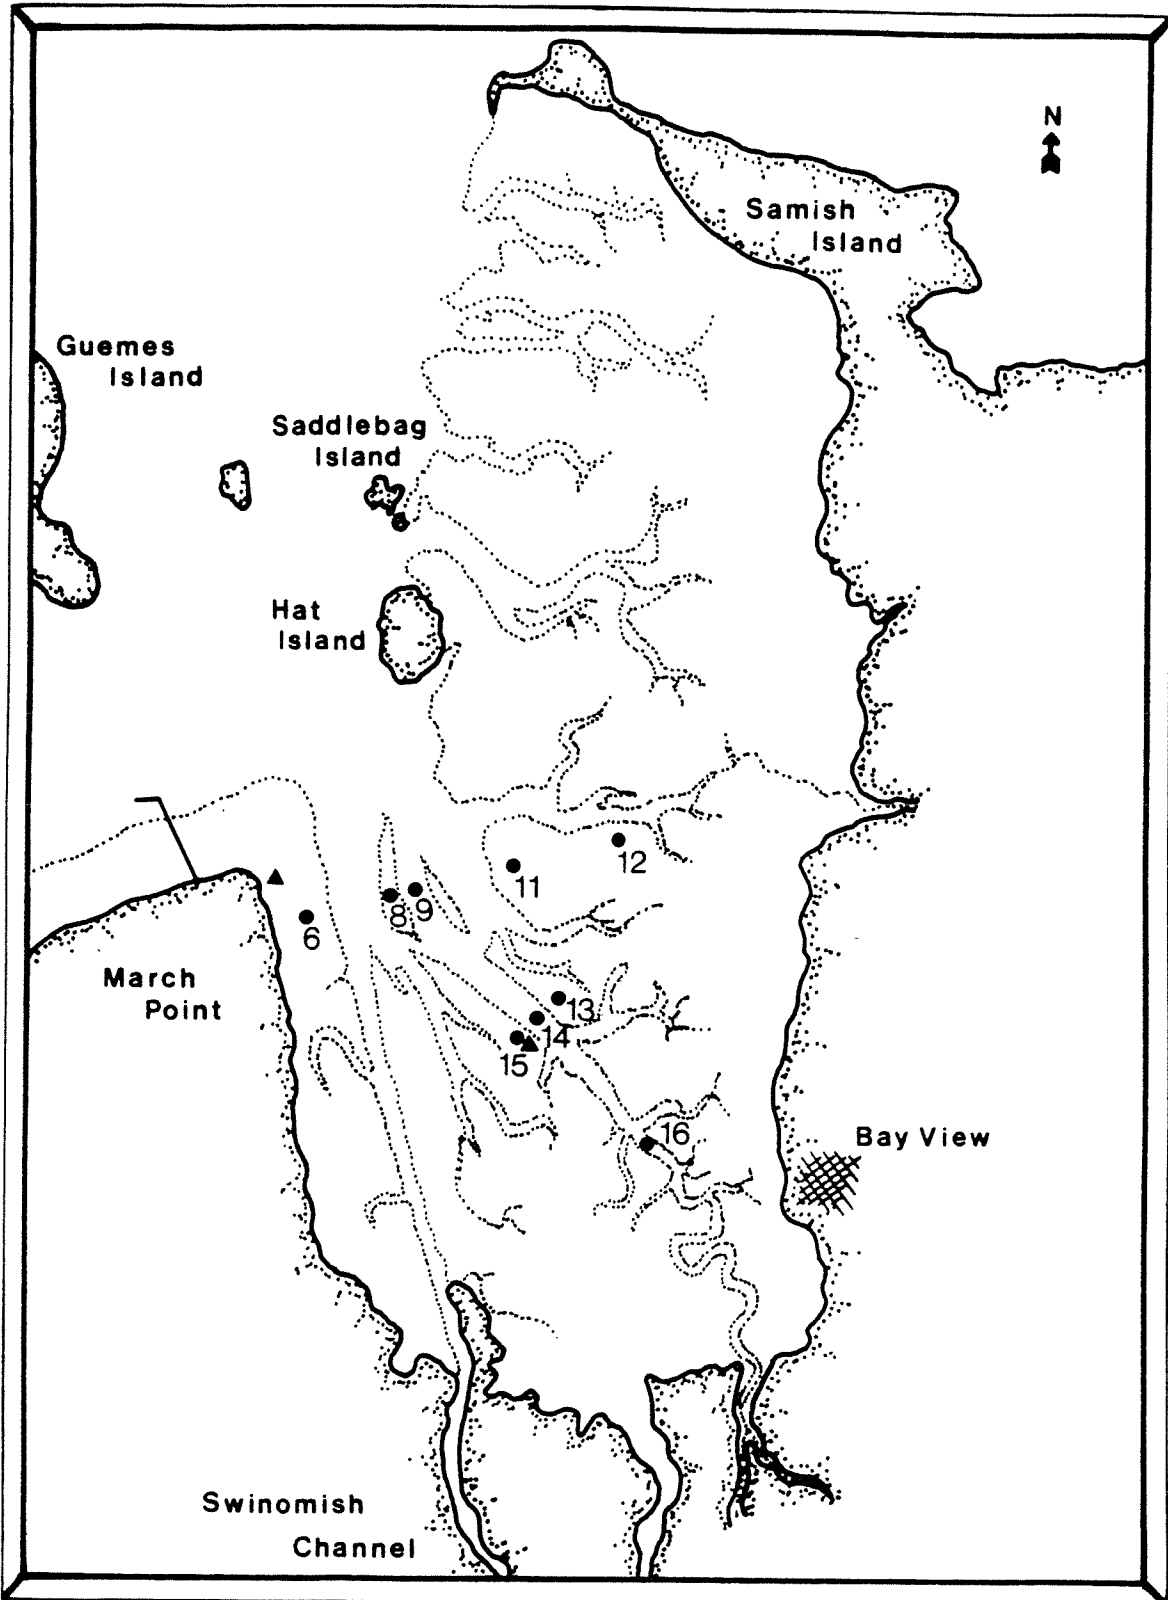 N
Samish
Island
Guemes
Island
Saddlebag
Island
Hat
Island
12
11
8
9
6
March
Point
13
14
15
16
Bay View
Swinomish
Channel